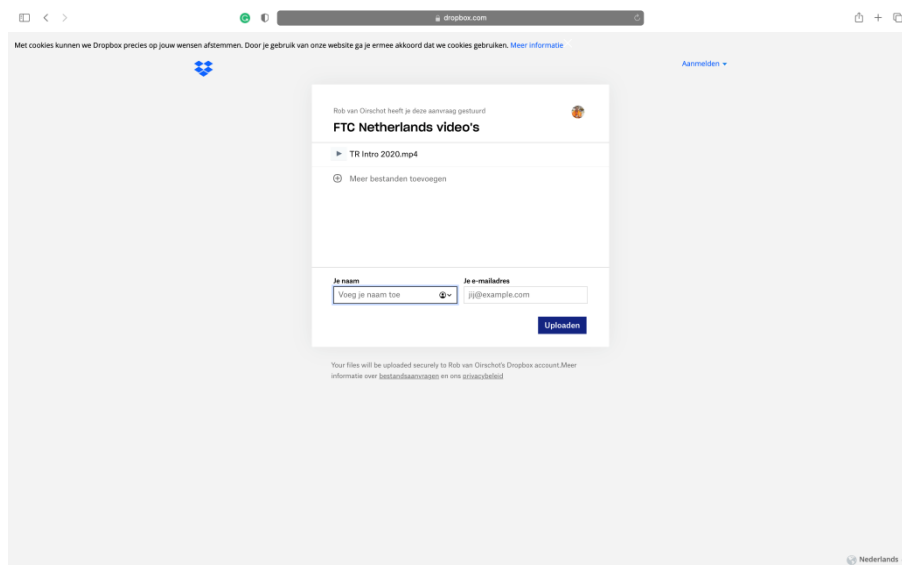 dropbox.com
Met cookies kunnen we Dropbox precies op jouw wensen afstemmen. Door je gebruik van onze website ga je ermee akkoord dat we cookies gebruiken. Meer informatie
Aanmelden
Rob van Oirschot heeft je deze aanvraag gestuurd
FTC Netherlands video's
TR Intro 2020.mp4
Meer bestanden toevoegen
Je naam
Je e-mailadres
Voeg je naam toe
jij@example.com
Uploaden
Your files will be uploaded securely to Rob van Oirschot's Dropbox account.Meer
informatie over bestandsaanvragen en ons privacybeleid
Nederlands